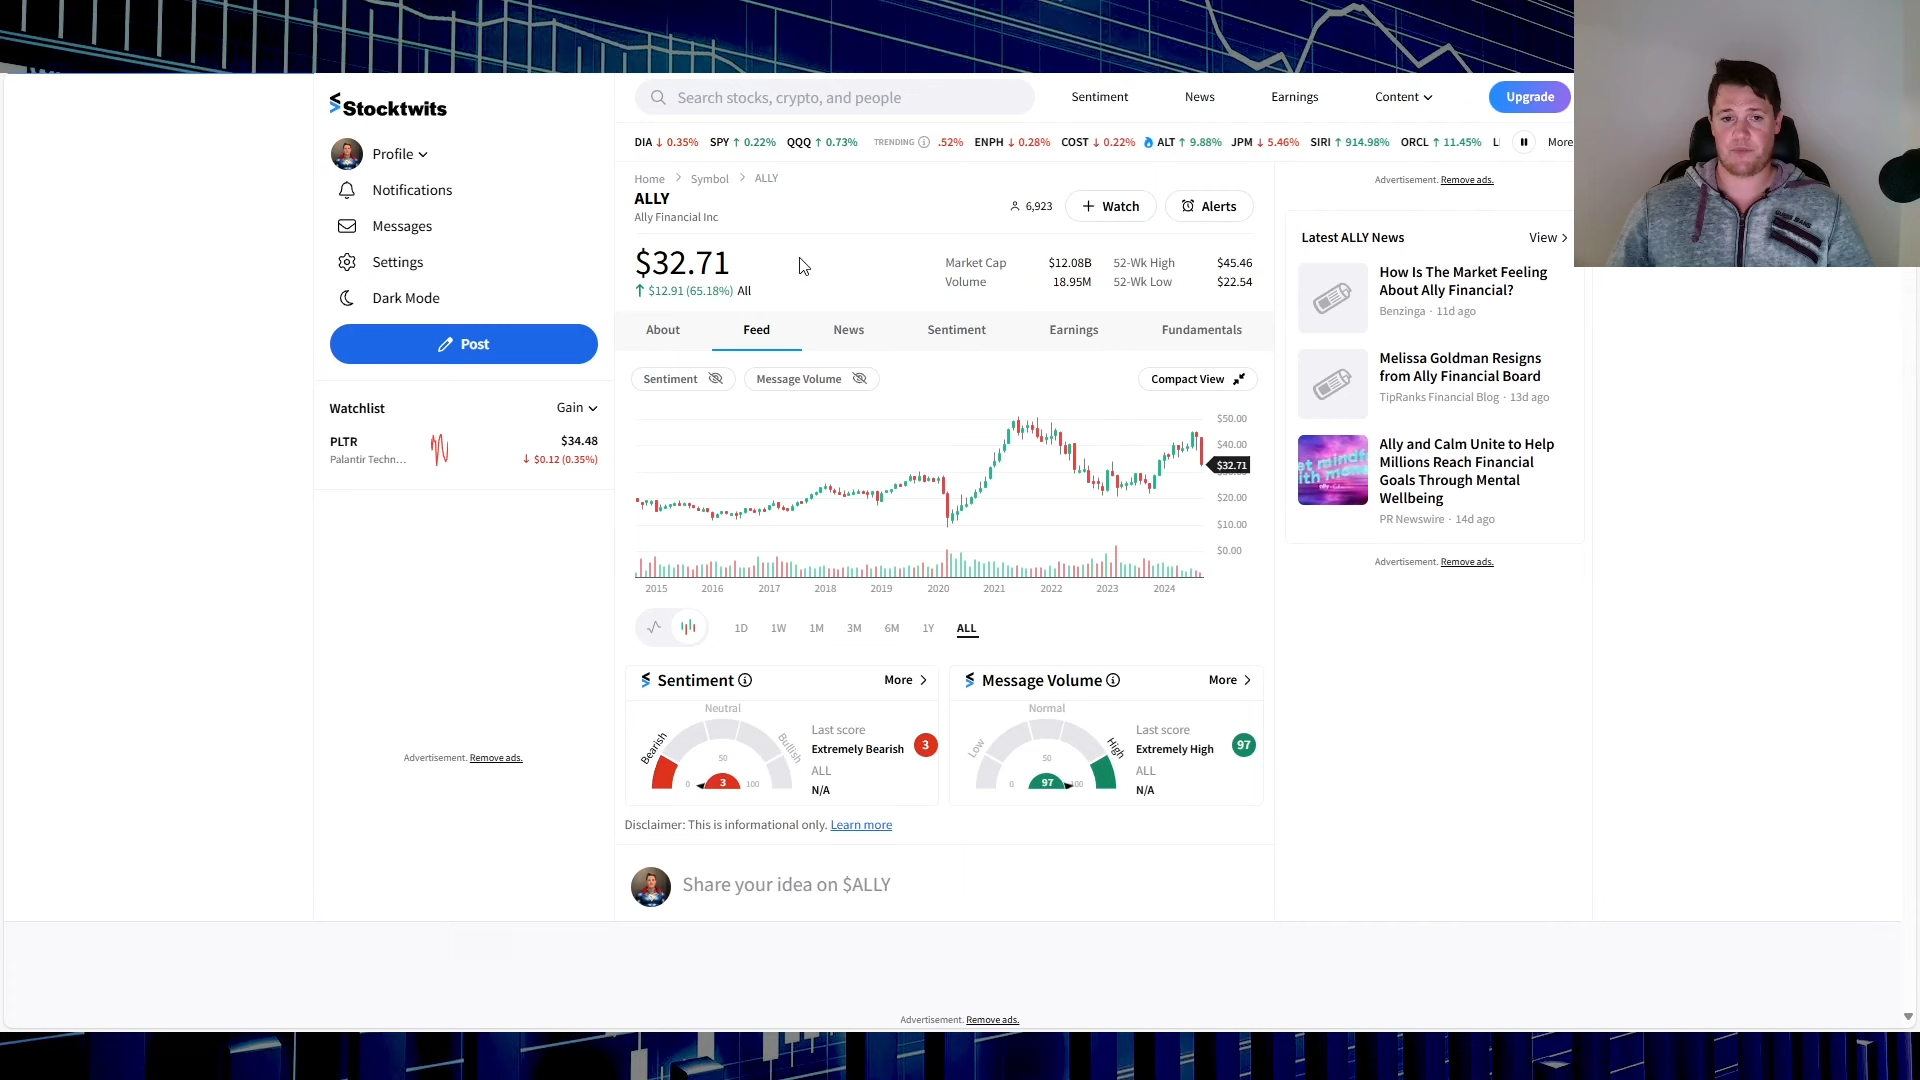 Stocktwits
Search stocks, crypto, and people
Sentiment
News
Earnings
Content
Upgrade
DIA ↓ 0.35% SPY ↑ 0.22% QQQ ↑ 0.73% TRENDING .52% ENPH ↓ 0.28% COST ↓ 0.22% ALT ↑ 9.88% JPM ↓ 5.46% SIRI ↑ 914.98% ORCL ↑ 11.45% More
Profile
Notifications
Messages
Settings
Dark Mode
Post
Watchlist
Gain
PLTR $34.48
Palantir Techn... ↓ $0.12 (0.35%)
Advertisement. Remove ads.
Home > Symbol > ALLY
ALLY
Ally Financial Inc
6,923
+ Watch
Alerts
$32.71
↑ $12.91 (65.18%) All
Market Cap $12.08B 52-Wk High $45.46
Volume 18.95M 52-Wk Low $22.54
About Feed News Sentiment Earnings Fundamentals
Sentiment
Message Volume
Compact View
$50.00
$40.00
$32.71
$20.00
$10.00
$0.00
2015 2016 2017 2018 2019 2020 2021 2022 2023 2024
1D 1W 1M 3M 6M 1Y ALL
Sentiment
More >
Neutral
Bearish
Bullish
50
0
3
100
Last score
Extremely Bearish 3
ALL
N/A
Message Volume
More >
Normal
Low
High
50
0
97
100
Last score
Extremely High 97
ALL
N/A
Disclaimer: This is informational only. Learn more
Share your idea on $ALLY
Advertisement. Remove ads.
Latest ALLY News
View >
How Is The Market Feeling
About Ally Financial?
Benzinga · 11d ago
Melissa Goldman Resigns
from Ally Financial Board
TipRanks Financial Blog · 13d ago
Ally and Calm Unite to Help
Millions Reach Financial
Goals Through Mental
Wellbeing
PR Newswire · 14d ago
Advertisement. Remove ads.
Advertisement. Remove ads.